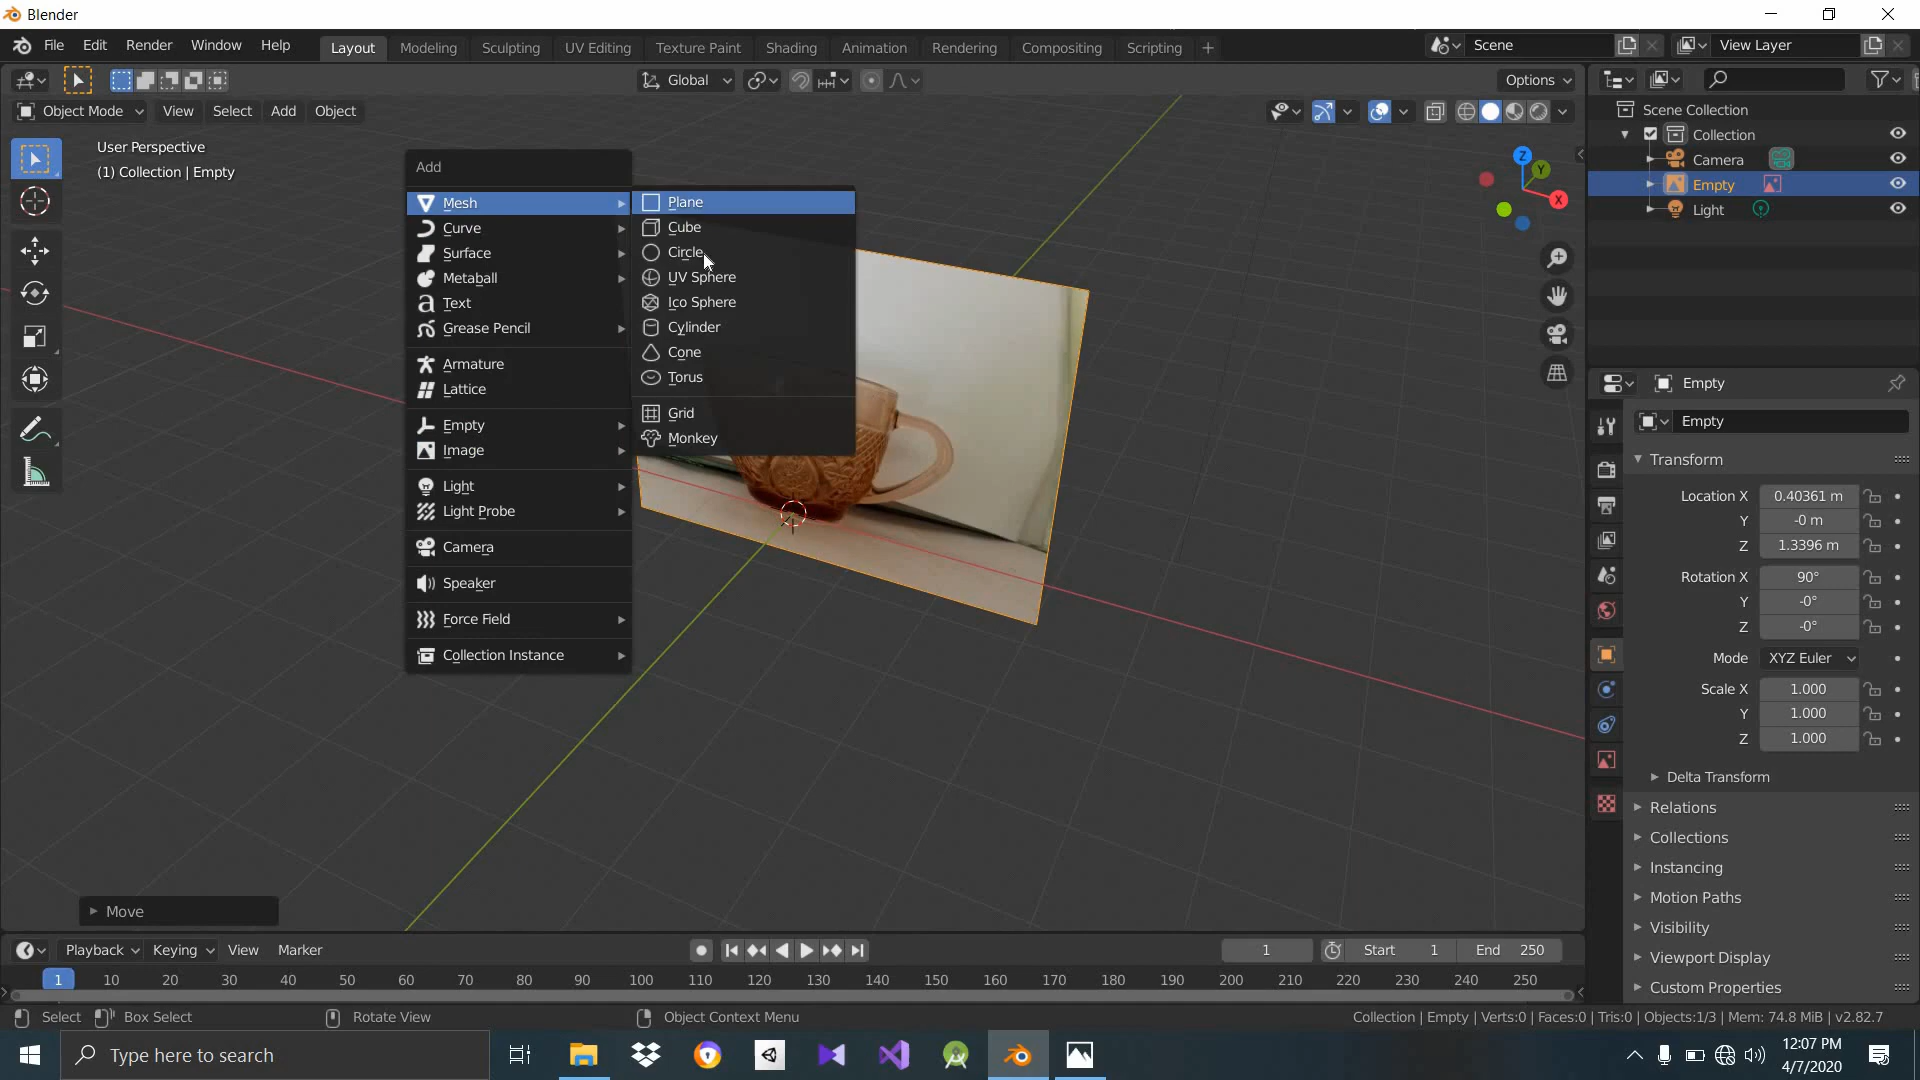 Blender
File Edit Render Window Help Layout Modeling Sculpting UV Editing Texture Paint Shading Animation Rendering Compositing Scripting + Scene View Layer
Global Options
Object Mode View Select Add Object
User Perspective
(1) Collection | Empty
Add
Mesh
Curve
Surface
Metaball
Text
Grease Pencil
Armature
Lattice
Empty
Image
Light
Light Probe
Camera
Speaker
Force Field
Collection Instance
Plane
Cube
Circle
UV Sphere
Ico Sphere
Cylinder
Cone
Torus
Grid
Monkey
Z
Y
X
Scene Collection
Collection
Camera
Empty
Light
Empty
Empty
Transform
Location X 0.40361 m
Y -0 m
Z 1.3396 m
Rotation X 90°
Y -0°
Z -0°
Mode XYZ Euler
Scale X 1.000
Y 1.000
Z 1.000
Delta Transform
Relations
Collections
Instancing
Motion Paths
Visibility
Viewport Display
Custom Properties
Move
Playback Keying View Marker 1 Start 1 End 250
1 10 20 30 40 50 60 70 80 90 100 110 120 130 140 150 160 170 180 190 200 210 220 230 240 250
Select Box Select Rotate View Object Context Menu Collection | Empty | Verts:0 | Faces:0 | Tris:0 | Objects:1/3 | Mem: 74.8 MiB | v2.82.7
Type here to search
12:07 PM
4/7/2020